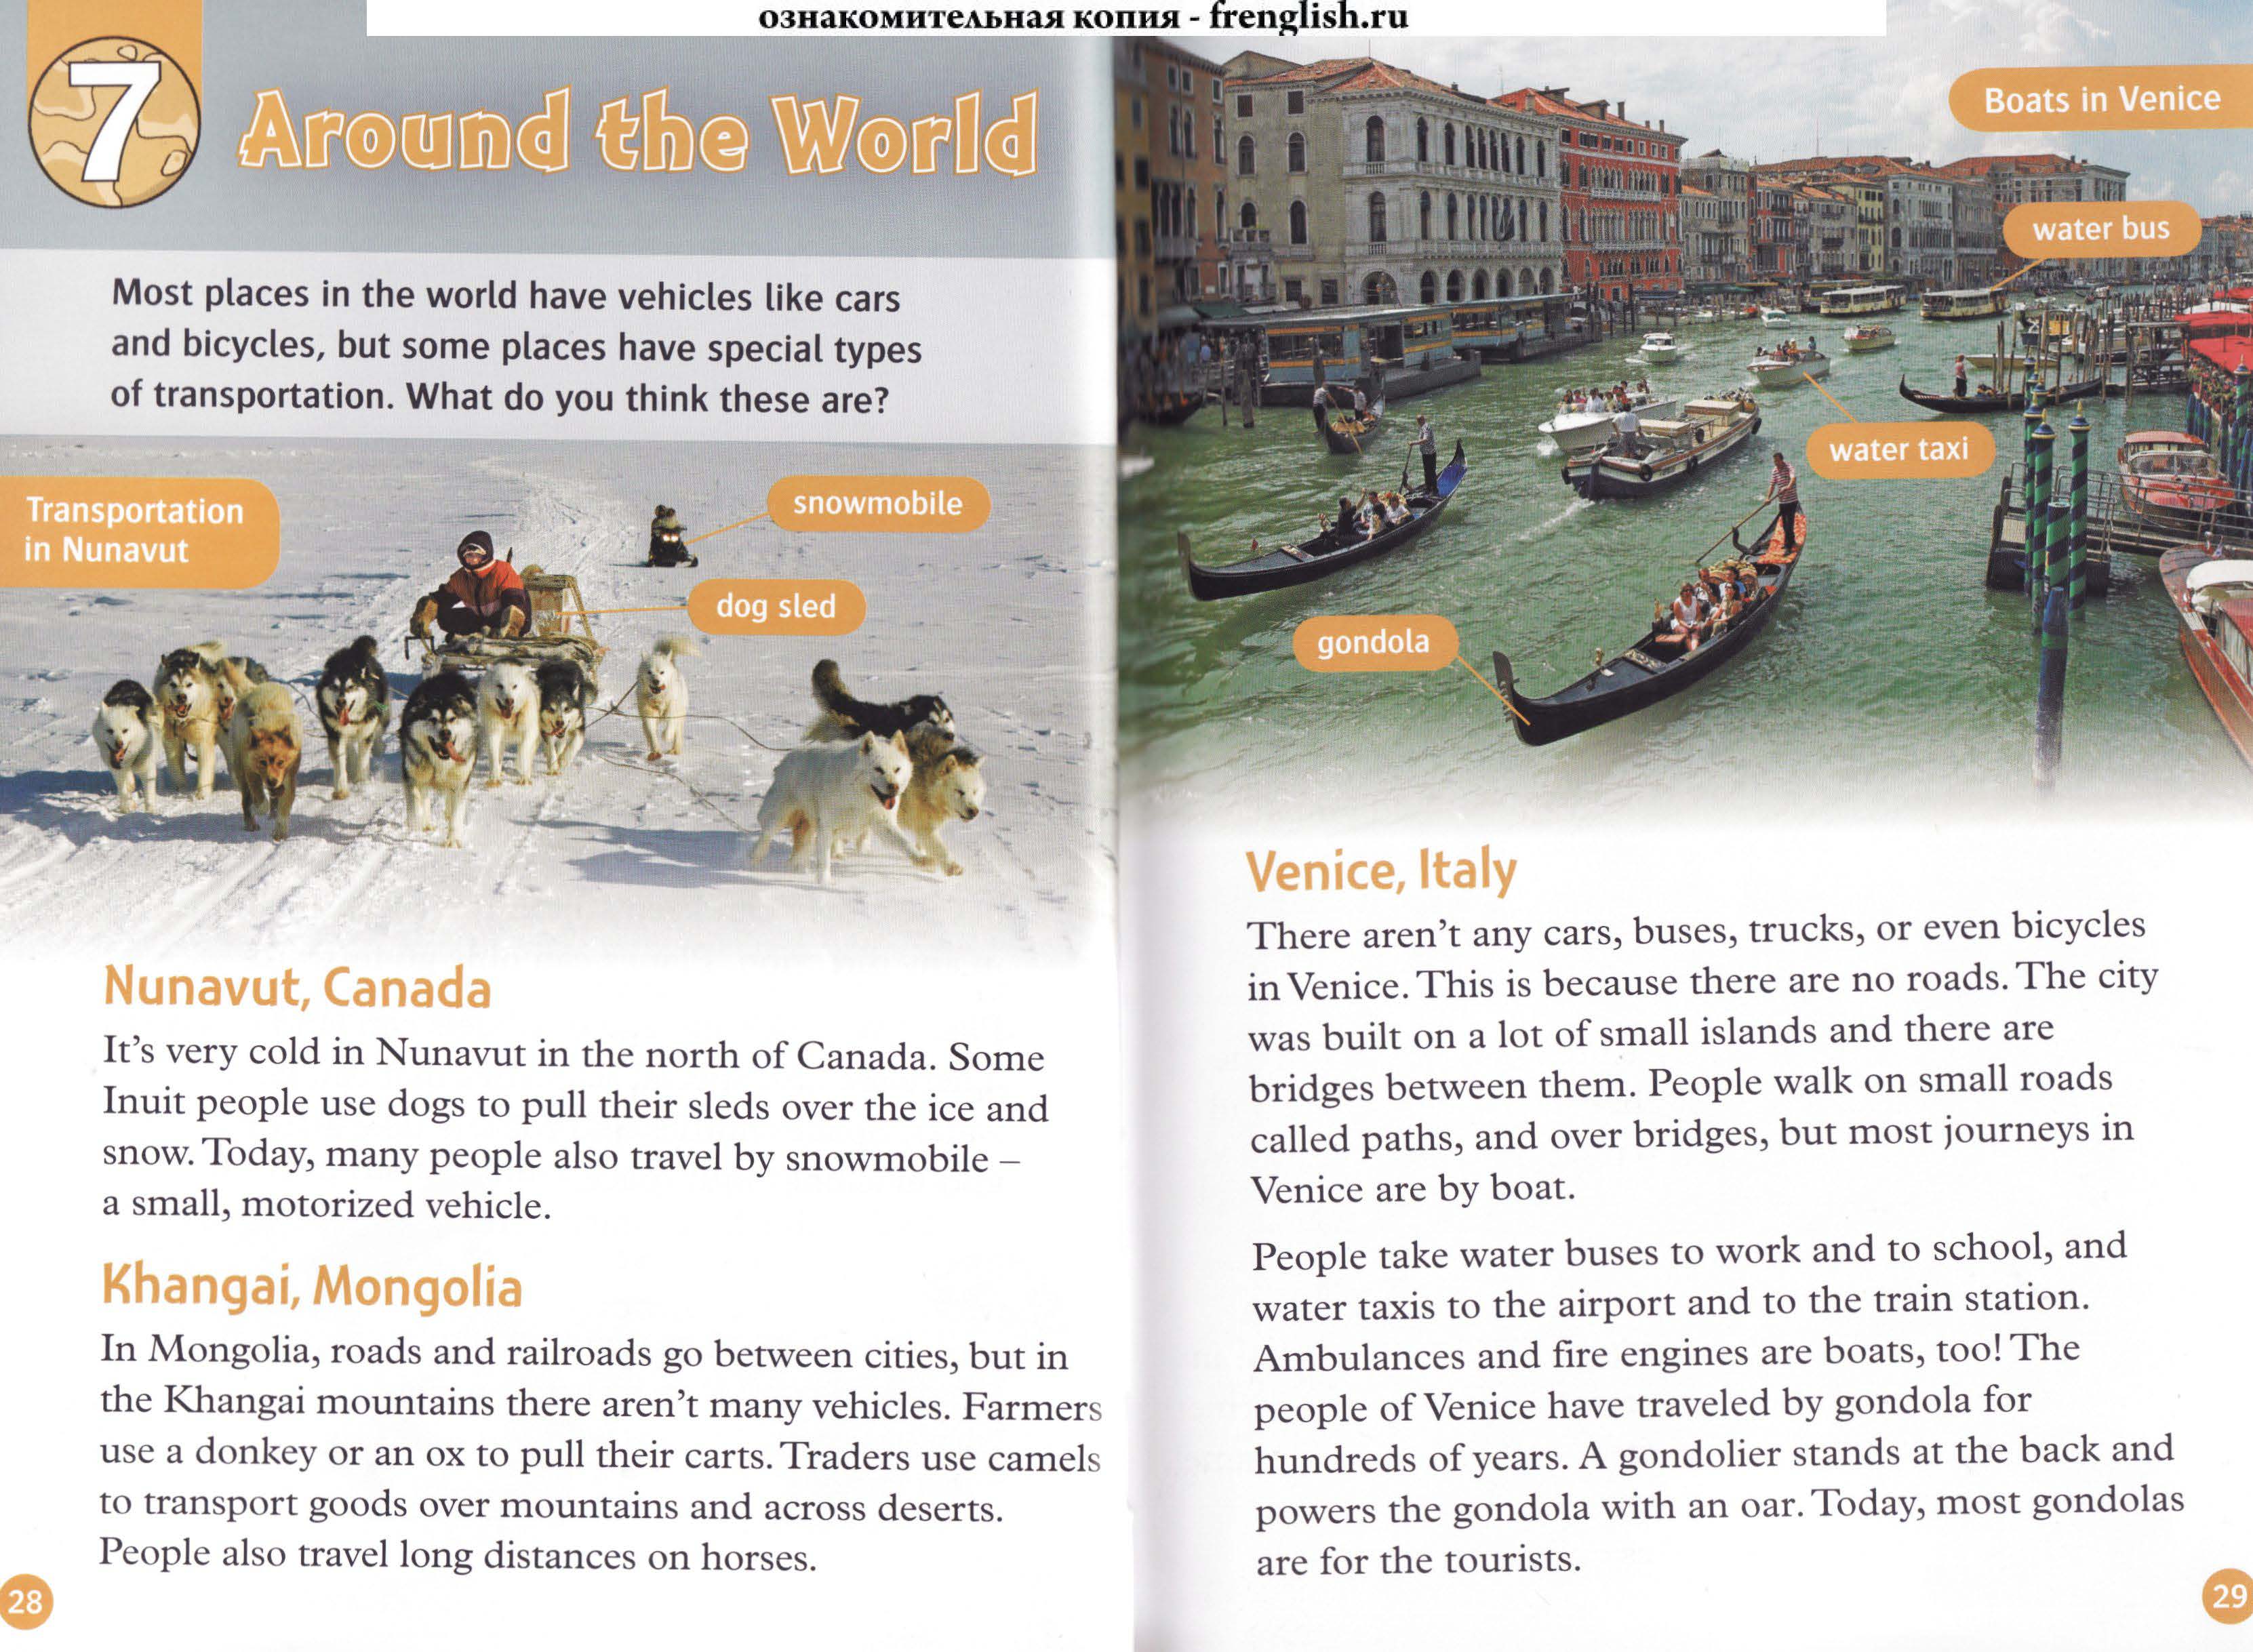 ознакомительная копия - frenglish.ru
7
Around the World
Most places in the world have vehicles like cars
and bicycles, but some places have special types
of transportation. What do you think these are?
Transportation
in Nunavut
snowmobile
dog sled
Nunavut, Canada
It's very cold in Nunavut in the north of Canada. Some
Inuit people use dogs to pull their sleds over the ice and
snow. Today, many people also travel by snowmobile –
a small, motorized vehicle.
Khangai, Mongolia
In Mongolia, roads and railroads go between cities, but in
the Khangai mountains there aren't many vehicles. Farmers
use a donkey or an ox to pull their carts. Traders use camels
to transport goods over mountains and across deserts.
People also travel long distances on horses.
28
Boats in Venice
water bus
water taxi
gondola
Venice, Italy
There aren't any cars, buses, trucks, or even bicycles
in Venice. This is because there are no roads. The city
was built on a lot of small islands and there are
bridges between them. People walk on small roads
called paths, and over bridges, but most journeys in
Venice are by boat.
People take water buses to work and to school, and
water taxis to the airport and to the train station.
Ambulances and fire engines are boats, too! The
people of Venice have traveled by gondola for
hundreds of years. A gondolier stands at the back and
powers the gondola with an oar. Today, most gondolas
are for the tourists.
29